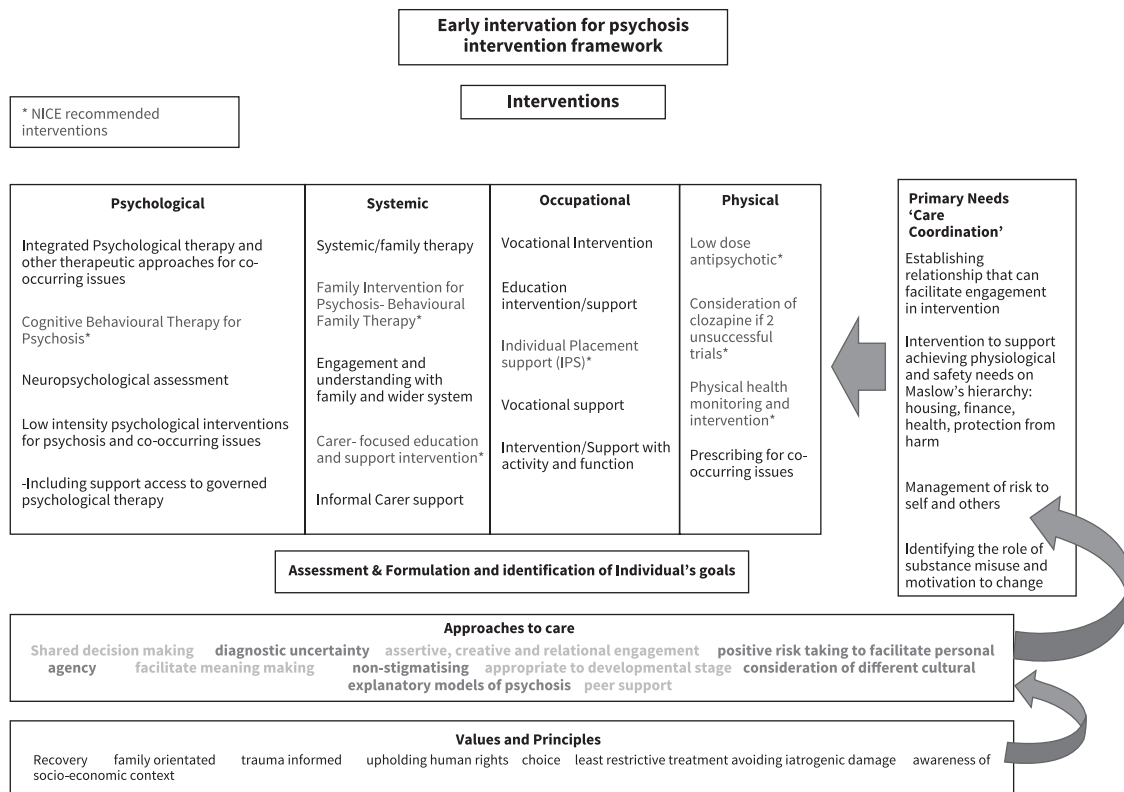 Early intervation for psychosis
intervention framework
Interventions
* NICE recommended
interventions
Psychological
Integrated Psychological therapy and
other therapeutic approaches for co-
occurring issues
Cognitive Behavioural Therapy for
Psychosis*
Neuropsychological assessment
Low intensity psychological interventions
for psychosis and co-occurring issues
-Including support access to governed
psychological therapy
Systemic
Systemic/family therapy
Family Intervention for
Psychosis- Behavioural
Family Therapy*
Engagement and
understanding with
family and wider system
Carer- focused education
and support intervention*
Informal Carer support
Occupational
Vocational Intervention
Education
intervention/support
Individual Placement
support (IPS)*
Vocational support
Intervention/Support with
activity and function
Physical
Low dose
antipsychotic*
Consideration of
clozapine if 2
unsuccessful
trials*
Physical health
monitoring and
intervention*
Prescribing for co-
occurring issues
Primary Needs
‘Care
Coordination’
Establishing
relationship that can
facilitate engagement
in intervention
Intervention to support
achieving physiological
and safety needs on
Maslow’s hierarchy:
housing, finance,
health, protection from
harm
Management of risk to
self and others
Identifying the role of
substance misuse and
motivation to change
Assessment & Formulation and identification of Individual’s goals
Approaches to care
Shared decision making diagnostic uncertainty assertive, creative and relational engagement positive risk taking to facilitate personal
agency facilitate meaning making non-stigmatising appropriate to developmental stage consideration of different cultural
explanatory models of psychosis peer support
Values and Principles
Recovery family orientated trauma informed upholding human rights choice least restrictive treatment avoiding iatrogenic damage awareness of
socio-economic context